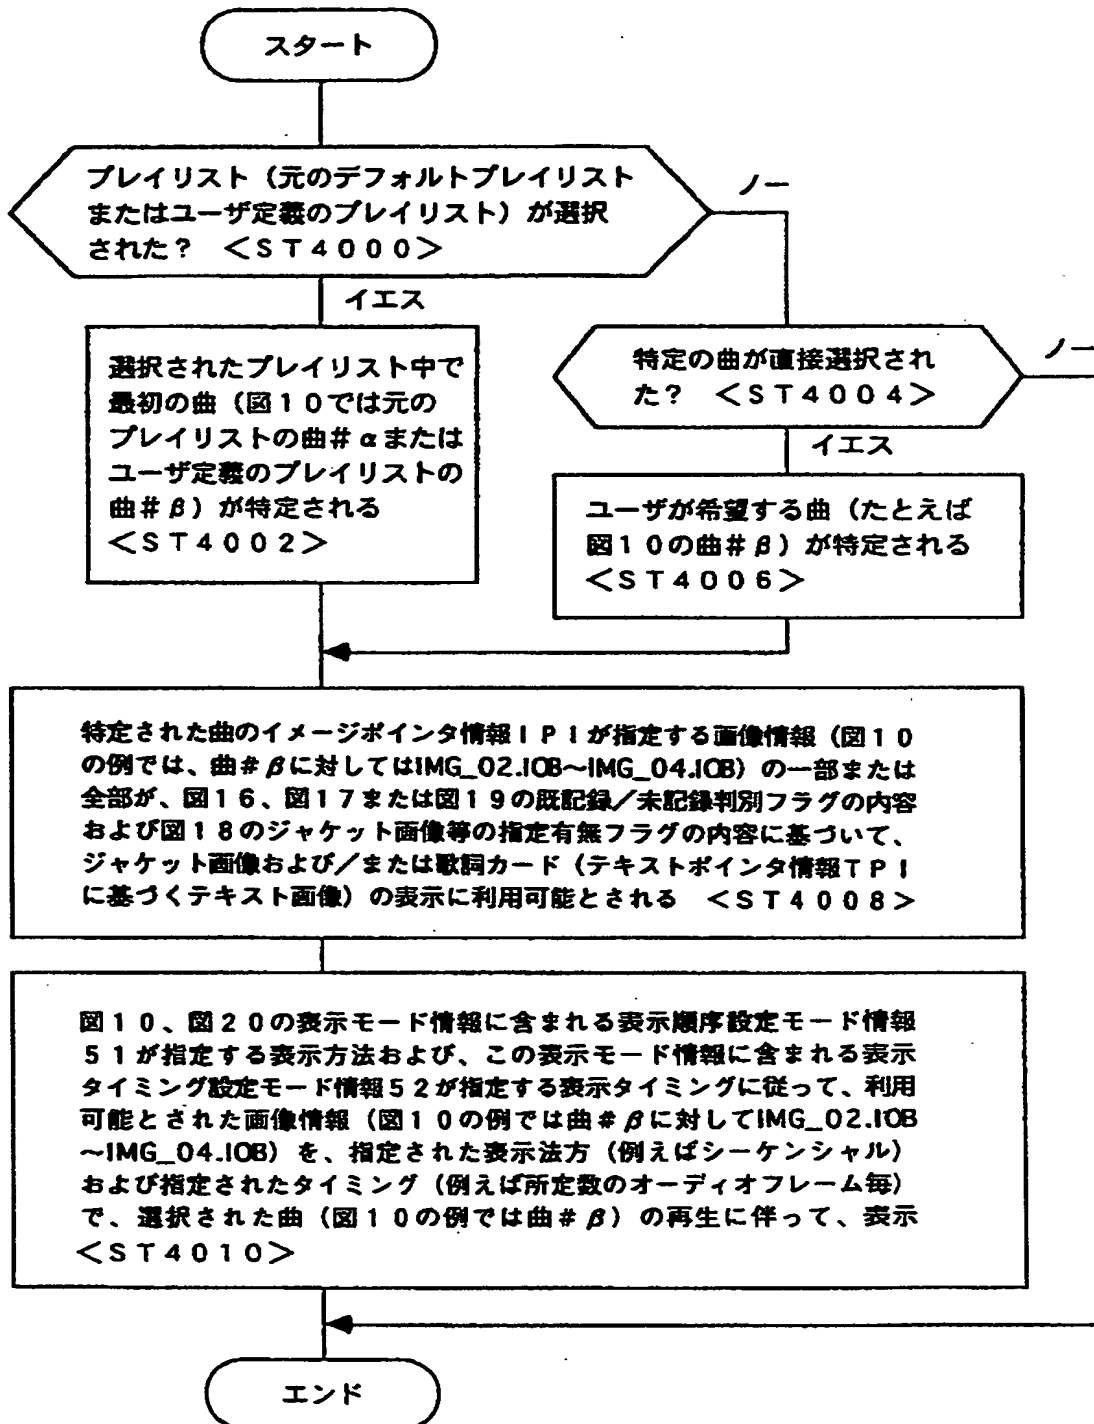 スタート
プレイリスト（元のデフォルトプレイリスト
またはユーザ定義のプレイリスト）が選択
された？　＜ＳＴ４０００＞
ノー
イエス
選択されたプレイリスト中で
最初の曲（図１０では元の
プレイリストの曲＃αまたは
ユーザ定義のプレイリストの
曲＃β）が特定される
＜ＳＴ４００２＞
特定の曲が直接選択され
た？　＜ＳＴ４００４＞
ノー
イエス
ユーザが希望する曲（たとえば
図１０の曲＃β）が特定される
＜ＳＴ４００６＞
特定された曲のイメージポインタ情報ＩＰＩが指定する画像情報（図１０
の例では、曲＃βに対してはIMG_02.IOB～IMG_04.IOB）の一部または
全部が、図１６、図１７または図１９の既記録／未記録判別フラグの内容
および図１８のジャケット画像等の指定有無フラグの内容に基づいて、
ジャケット画像および／または歌詞カード（テキストポインタ情報ＴＰＩ
に基づくテキスト画像）の表示に利用可能とされる　＜ＳＴ４００８＞
図１０、図２０の表示モード情報に含まれる表示順序設定モード情報
５１が指定する表示方法および、この表示モード情報に含まれる表示
タイミング設定モード情報５２が指定する表示タイミングに従って、利用
可能とされた画像情報（図１０の例では曲＃βに対してIMG_02.IOB
～IMG_04.IOB）を、指定された表示法方（例えばシーケンシャル）
および指定されたタイミング（例えば所定数のオーディオフレーム毎）
で、選択された曲（図１０の例では曲＃β）の再生に伴って、表示
＜ＳＴ４０１０＞
エンド